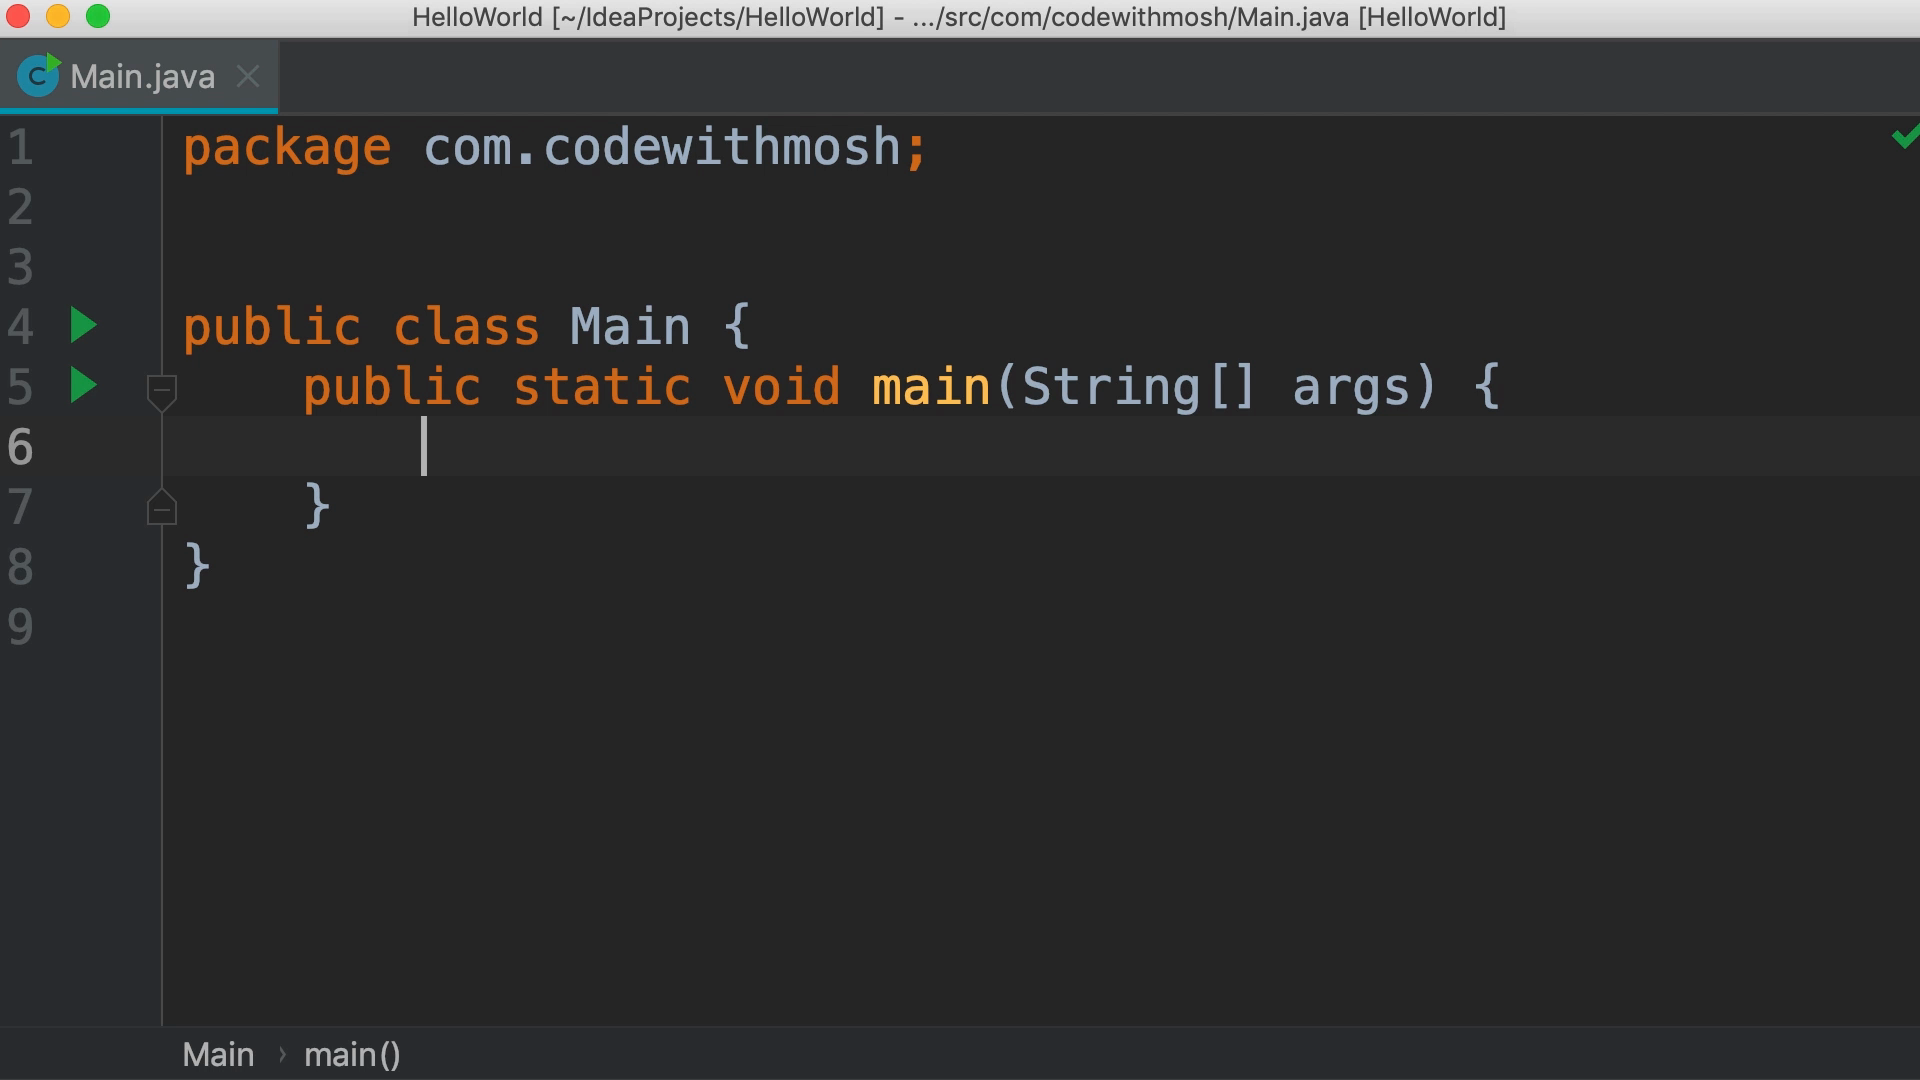 HelloWorld [~/IdeaProjects/HelloWorld] - .../src/com/codewithmosh/Main.java [HelloWorld]
C Main.java
1 package com.codewithmosh;
2
3
4 public class Main {
5     public static void main(String[] args) {
6
7     }
8 }
9
Main › main()